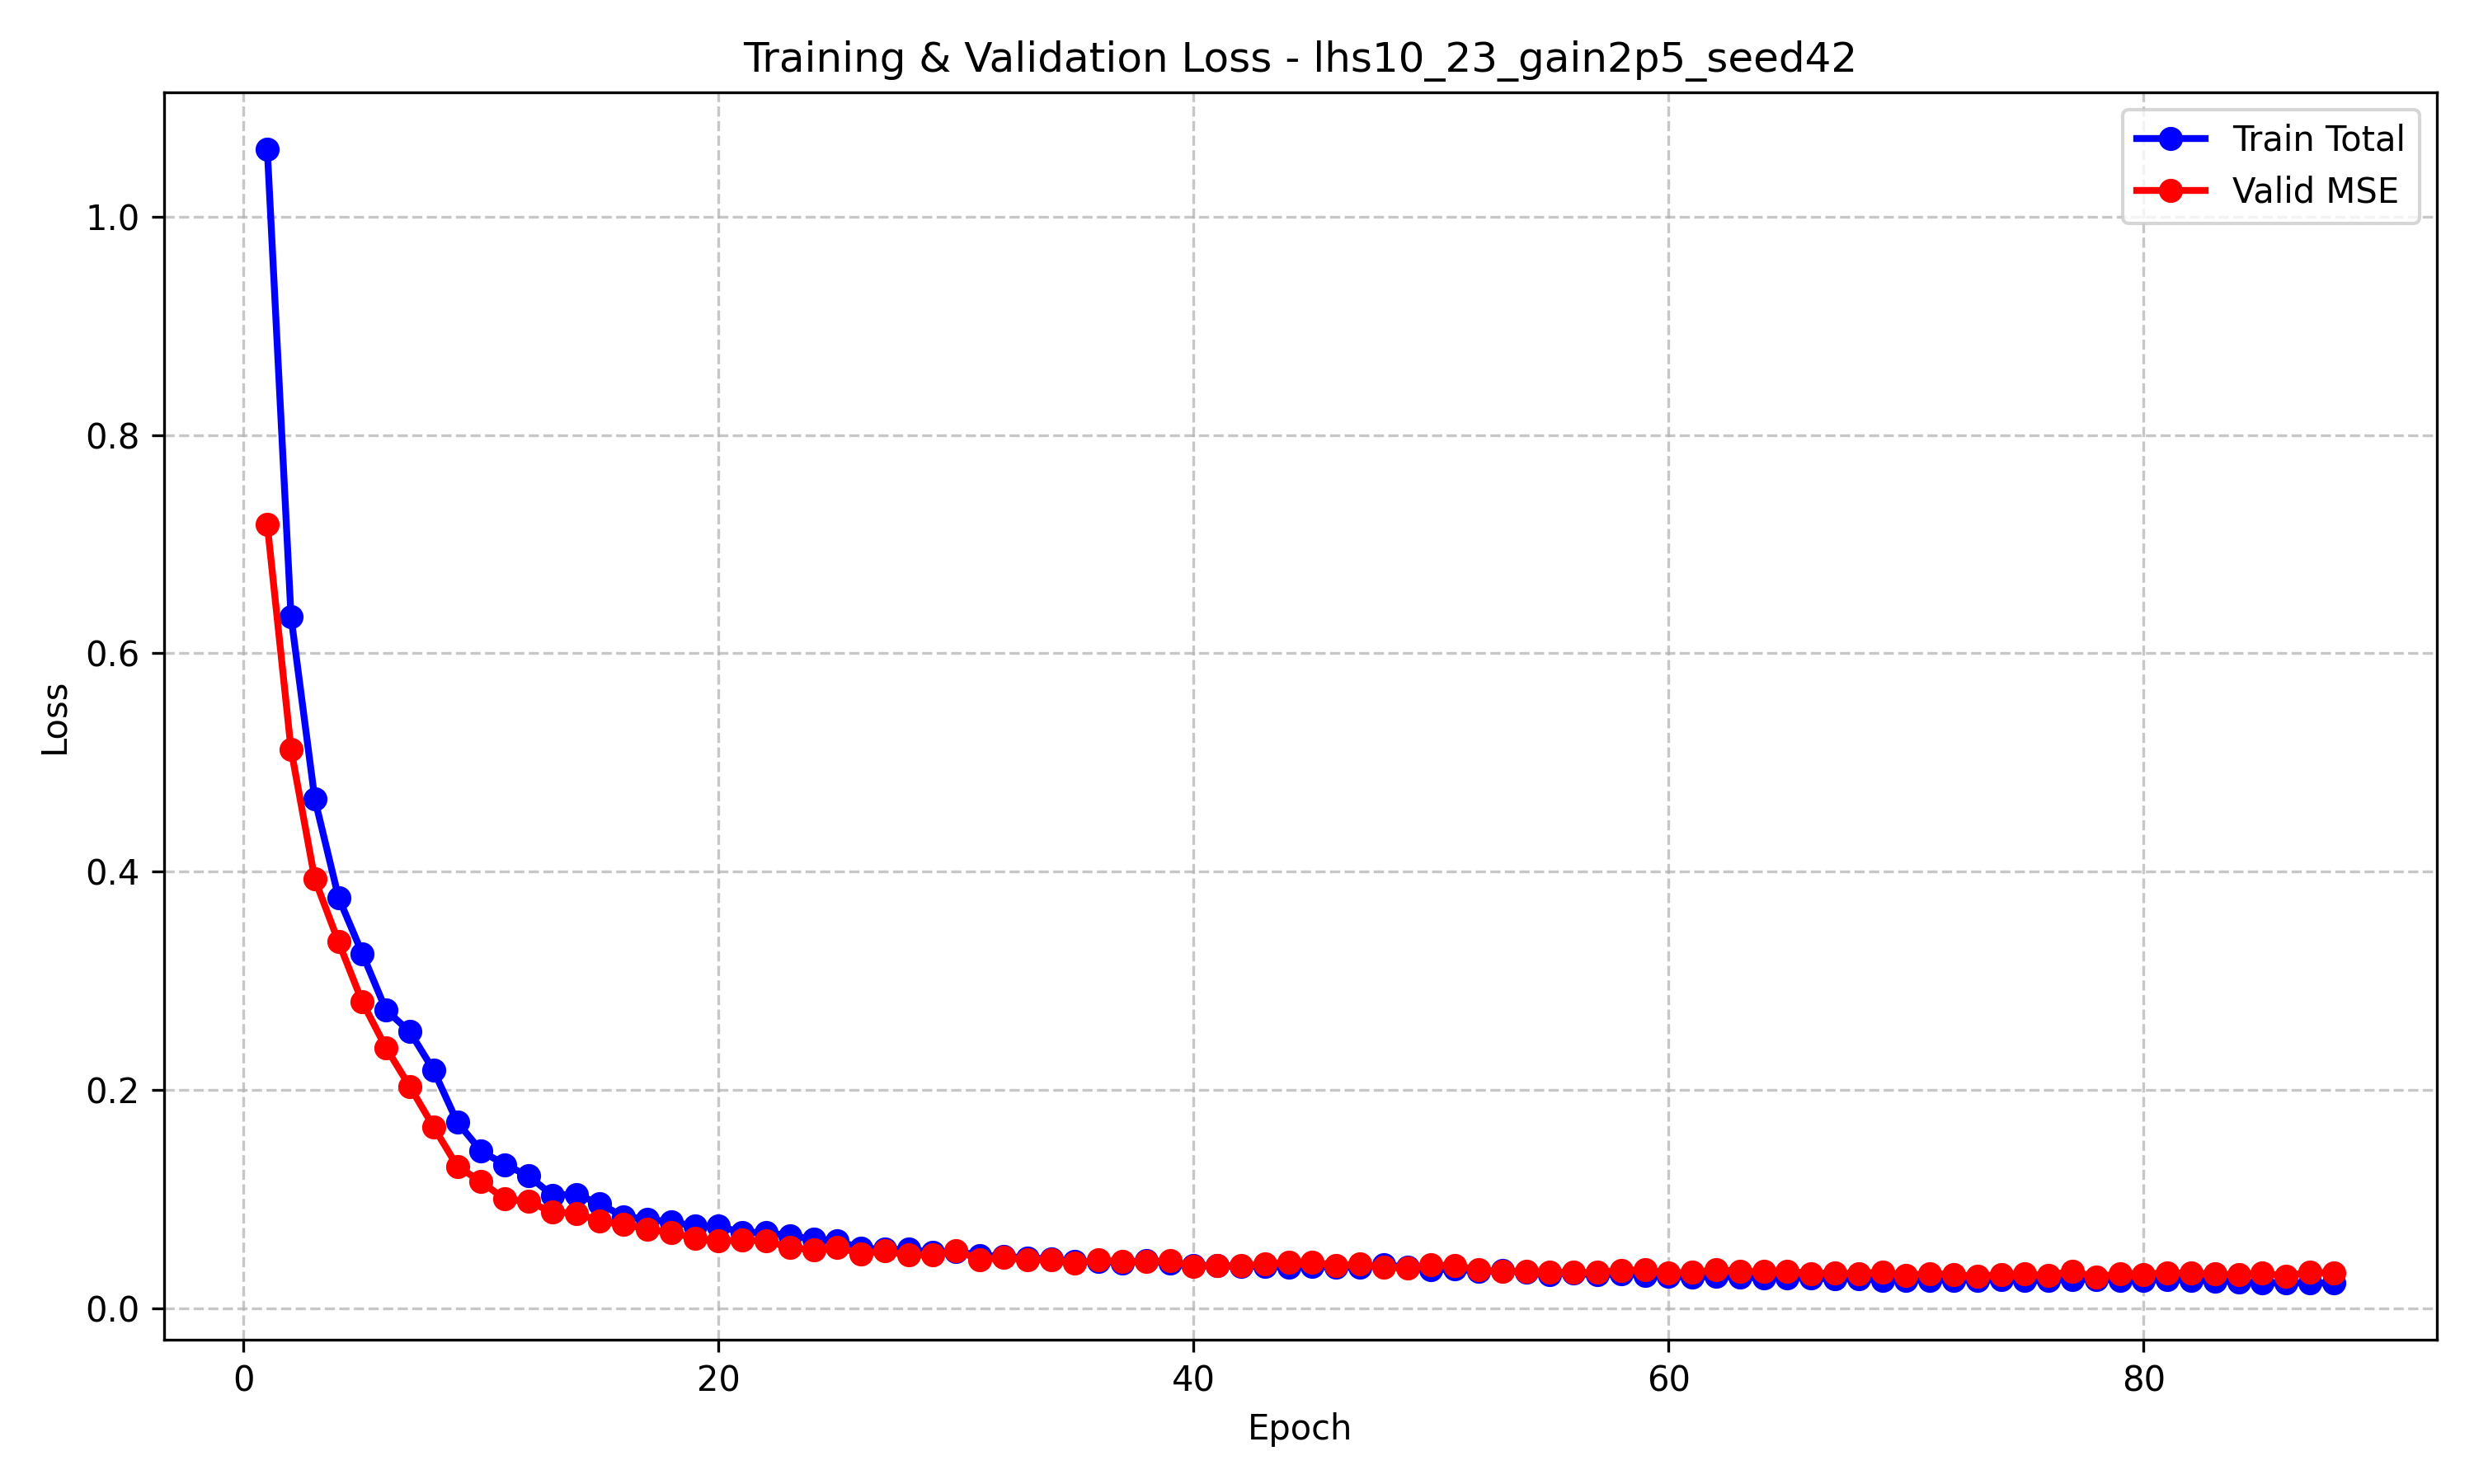 Training & Validation Loss - lhs10_23_gain2p5_seed42
Train Total
Valid MSE
1.0
0.8
0.6
0.4
0.2
0.0
Loss
0 20 40 60 80
Epoch